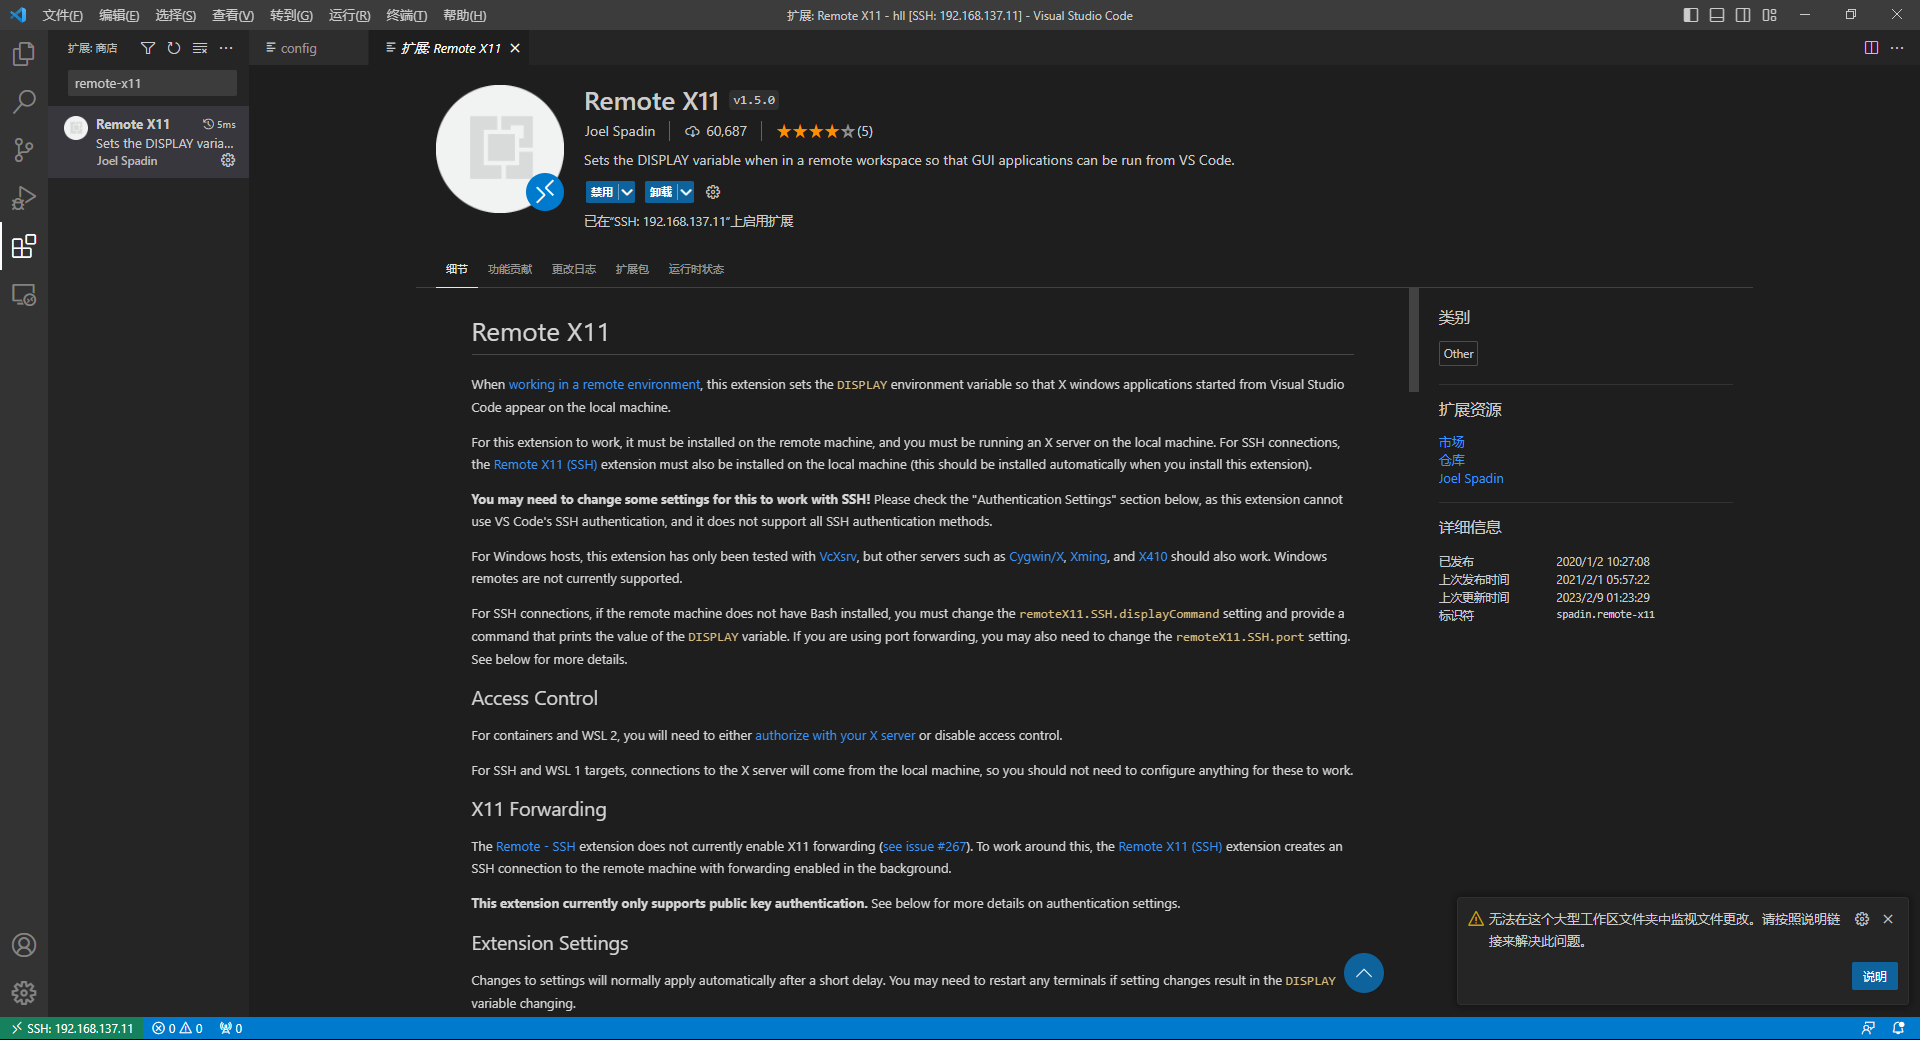 文件(F) 编辑(E) 选择(S) 查看(V) 转到(G) 运行(R) 终端(T) 帮助(H)
扩展: Remote X11 - hll [SSH: 192.168.137.11] - Visual Studio Code
扩展: 商店
config
扩展: Remote X11
remote-x11
Remote X11 5ms
Sets the DISPLAY varia...
Joel Spadin
Remote X11 v1.5.0
Joel Spadin 60,687 (5)
Sets the DISPLAY variable when in a remote workspace so that GUI applications can be run from VS Code.
禁用 卸载
已在“SSH: 192.168.137.11”上启用扩展
细节 功能贡献 更改日志 扩展包 运行时状态
Remote X11
When working in a remote environment, this extension sets the DISPLAY environment variable so that X windows applications started from Visual Studio
Code appear on the local machine.
For this extension to work, it must be installed on the remote machine, and you must be running an X server on the local machine. For SSH connections,
the Remote X11 (SSH) extension must also be installed on the local machine (this should be installed automatically when you install this extension).
You may need to change some settings for this to work with SSH! Please check the "Authentication Settings" section below, as this extension cannot
use VS Code's SSH authentication, and it does not support all SSH authentication methods.
For Windows hosts, this extension has only been tested with VcXsrv, but other servers such as Cygwin/X, Xming, and X410 should also work. Windows
remotes are not currently supported.
For SSH connections, if the remote machine does not have Bash installed, you must change the remoteX11.SSH.displayCommand setting and provide a
command that prints the value of the DISPLAY variable. If you are using port forwarding, you may also need to change the remoteX11.SSH.port setting.
See below for more details.
Access Control
For containers and WSL 2, you will need to either authorize with your X server or disable access control.
For SSH and WSL 1 targets, connections to the X server will come from the local machine, so you should not need to configure anything for these to work.
X11 Forwarding
The Remote - SSH extension does not currently enable X11 forwarding (see issue #267). To work around this, the Remote X11 (SSH) extension creates an
SSH connection to the remote machine with forwarding enabled in the background.
This extension currently only supports public key authentication. See below for more details on authentication settings.
Extension Settings
Changes to settings will normally apply automatically after a short delay. You may need to restart any terminals if setting changes result in the DISPLAY
variable changing.
类别
Other
扩展资源
市场
仓库
Joel Spadin
详细信息
已发布 2020/1/2 10:27:08
上次发布时间 2021/2/1 05:57:22
上次更新时间 2023/2/9 01:23:29
标识符 spadin.remote-x11
无法在这个大型工作区文件夹中监视文件更改。请按照说明链
接来解决此问题。
说明
SSH: 192.168.137.11 0 0 0